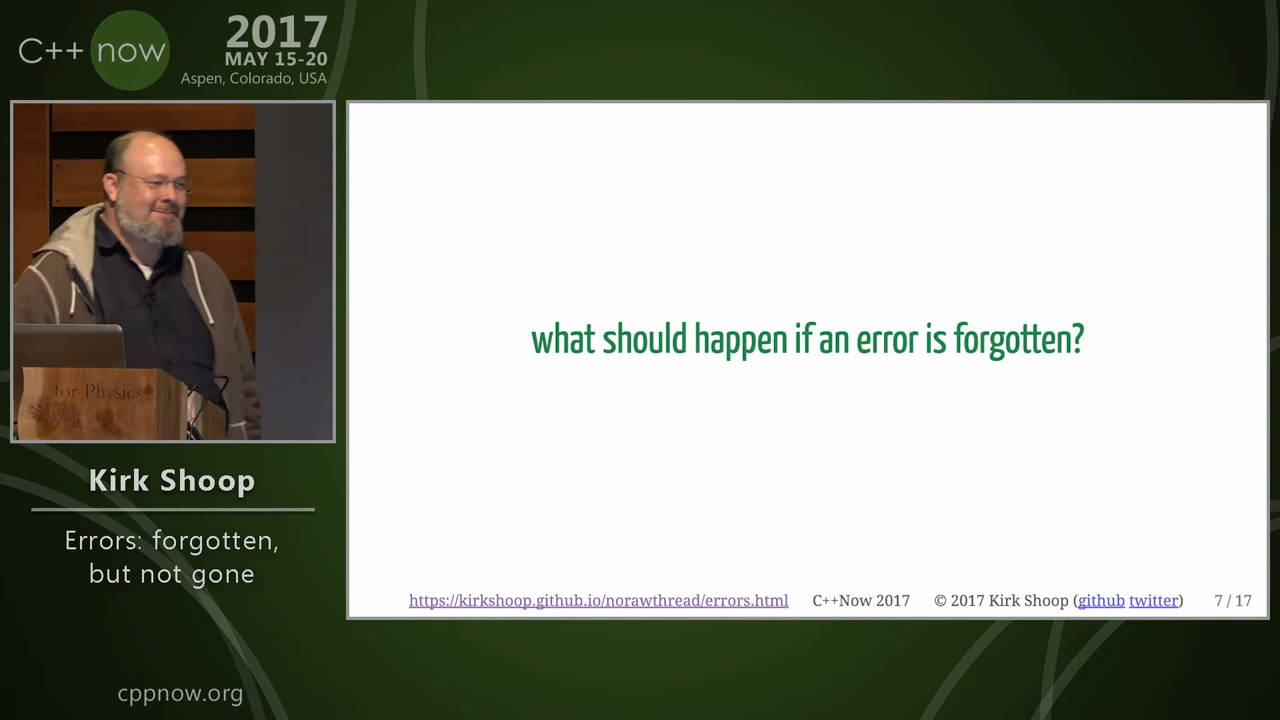 C++ now
2017
MAY 15-20
Aspen, Colorado, USA
for Physics
Kirk Shoop
Errors: forgotten,
but not gone
cppnow.org
what should happen if an error is forgotten?
https://kirkshoop.github.io/norawthread/errors.html C++Now 2017 © 2017 Kirk Shoop (github twitter) 7 / 17